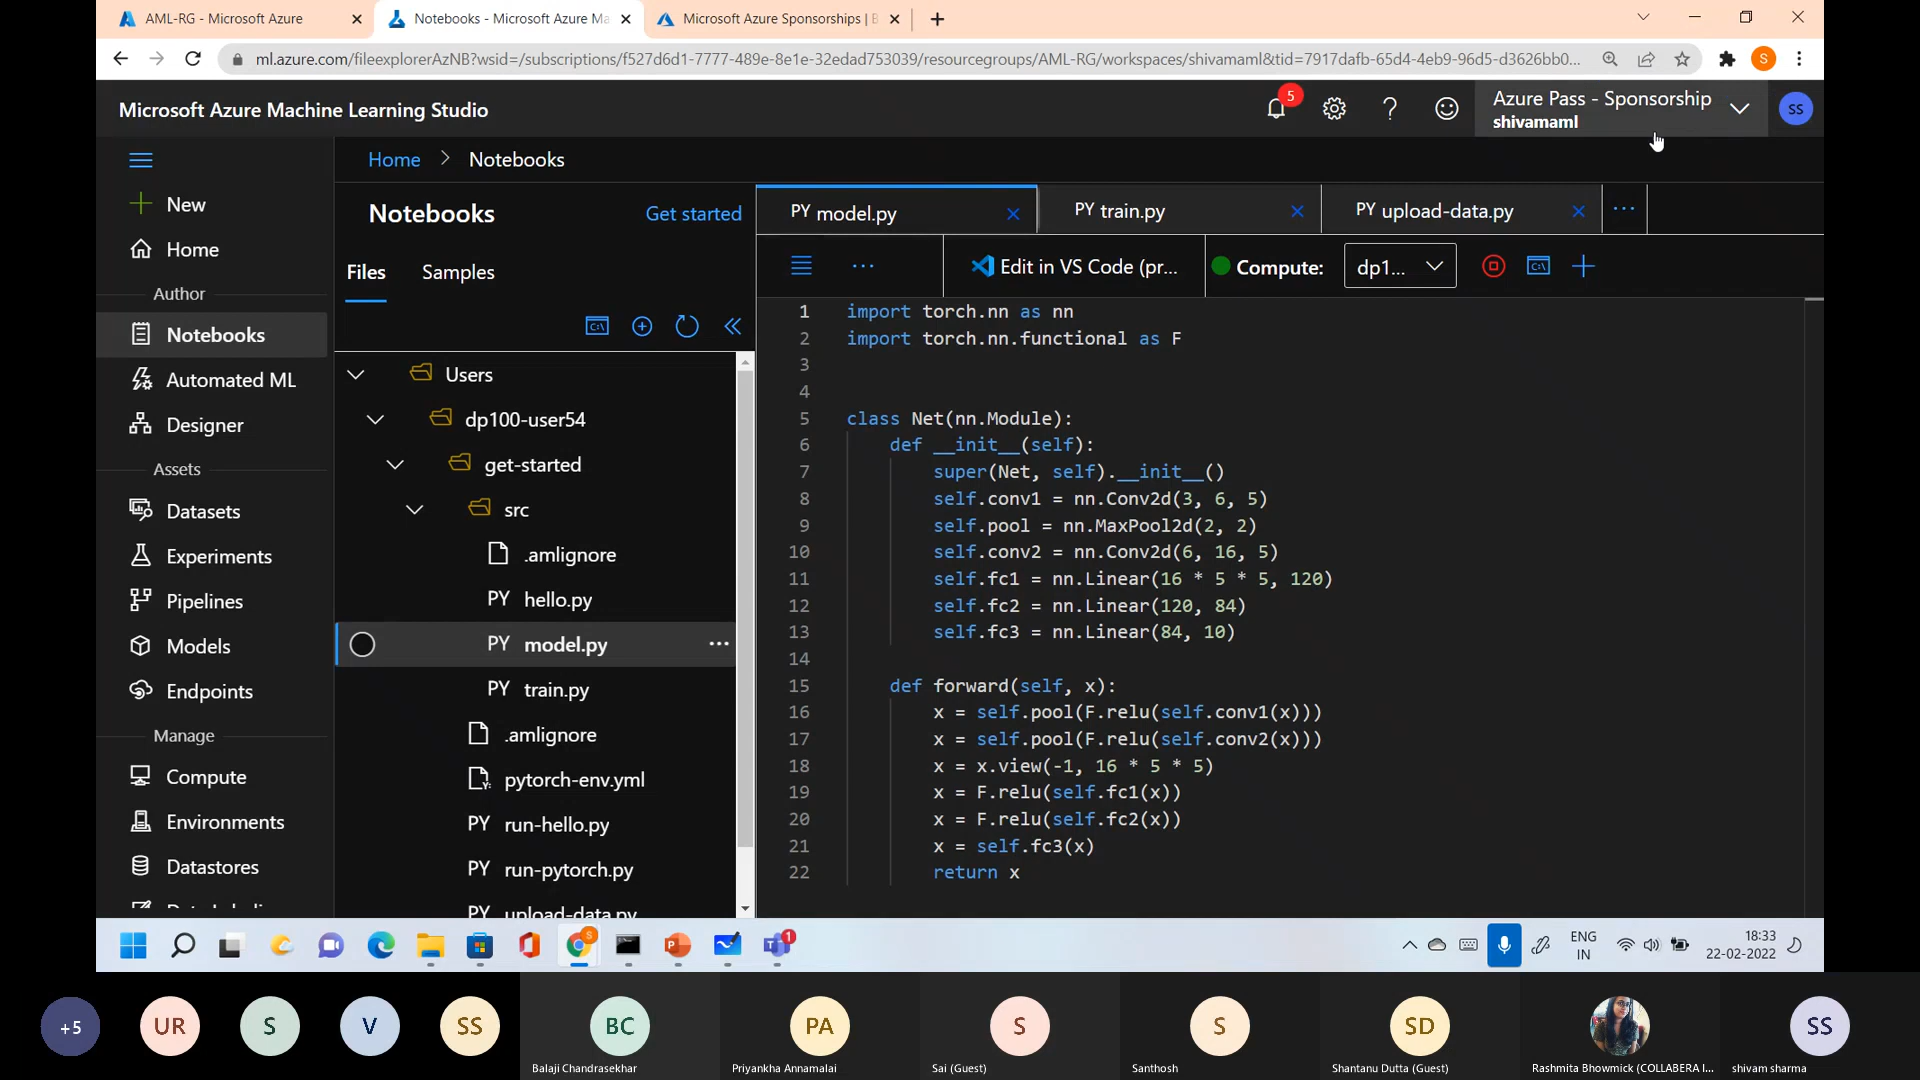 AML-RG - Microsoft Azure
Notebooks - Microsoft Azure Ma
Microsoft Azure Sponsorships | B
ml.azure.com/fileexplorerAzNB?wsid=/subscriptions/f527d6d1-7777-489e-8e1e-32edad753039/resourcegroups/AML-RG/workspaces/shivamaml&tid=7917dafb-65d4-4eb9-96d5-d3626bb0...
S
Microsoft Azure Machine Learning Studio
5
Azure Pass - Sponsorship
shivamaml
SS
Home > Notebooks
New
Home
Author
Notebooks
Automated ML
Designer
Assets
Datasets
Experiments
Pipelines
Models
Endpoints
Manage
Compute
Environments
Datastores
Notebooks
Get started
Files
Samples
Users
dp100-user54
get-started
src
.amlignore
PY hello.py
PY model.py ...
PY train.py
.amlignore
pytorch-env.yml
PY run-hello.py
PY run-pytorch.py
PY upload-data.py
PY model.py
PY train.py
PY upload-data.py
...
...
Edit in VS Code (pr...
Compute:
dp1...
1 import torch.nn as nn
2 import torch.nn.functional as F
3
4
5 class Net(nn.Module):
6 def __init__(self):
7 super(Net, self).__init__()
8 self.conv1 = nn.Conv2d(3, 6, 5)
9 self.pool = nn.MaxPool2d(2, 2)
10 self.conv2 = nn.Conv2d(6, 16, 5)
11 self.fc1 = nn.Linear(16 * 5 * 5, 120)
12 self.fc2 = nn.Linear(120, 84)
13 self.fc3 = nn.Linear(84, 10)
14
15 def forward(self, x):
16 x = self.pool(F.relu(self.conv1(x)))
17 x = self.pool(F.relu(self.conv2(x)))
18 x = x.view(-1, 16 * 5 * 5)
19 x = F.relu(self.fc1(x))
20 x = F.relu(self.fc2(x))
21 x = self.fc3(x)
22 return x
S
1
ENG
IN
18:33
22-02-2022
+5
UR
S
V
SS
BC
Balaji Chandrasekhar
PA
Priyankha Annamalai
S
Sai (Guest)
S
Santhosh
SD
Shantanu Dutta (Guest)
Rashmita Bhowmick (COLLABERA I...
SS
shivam sharma